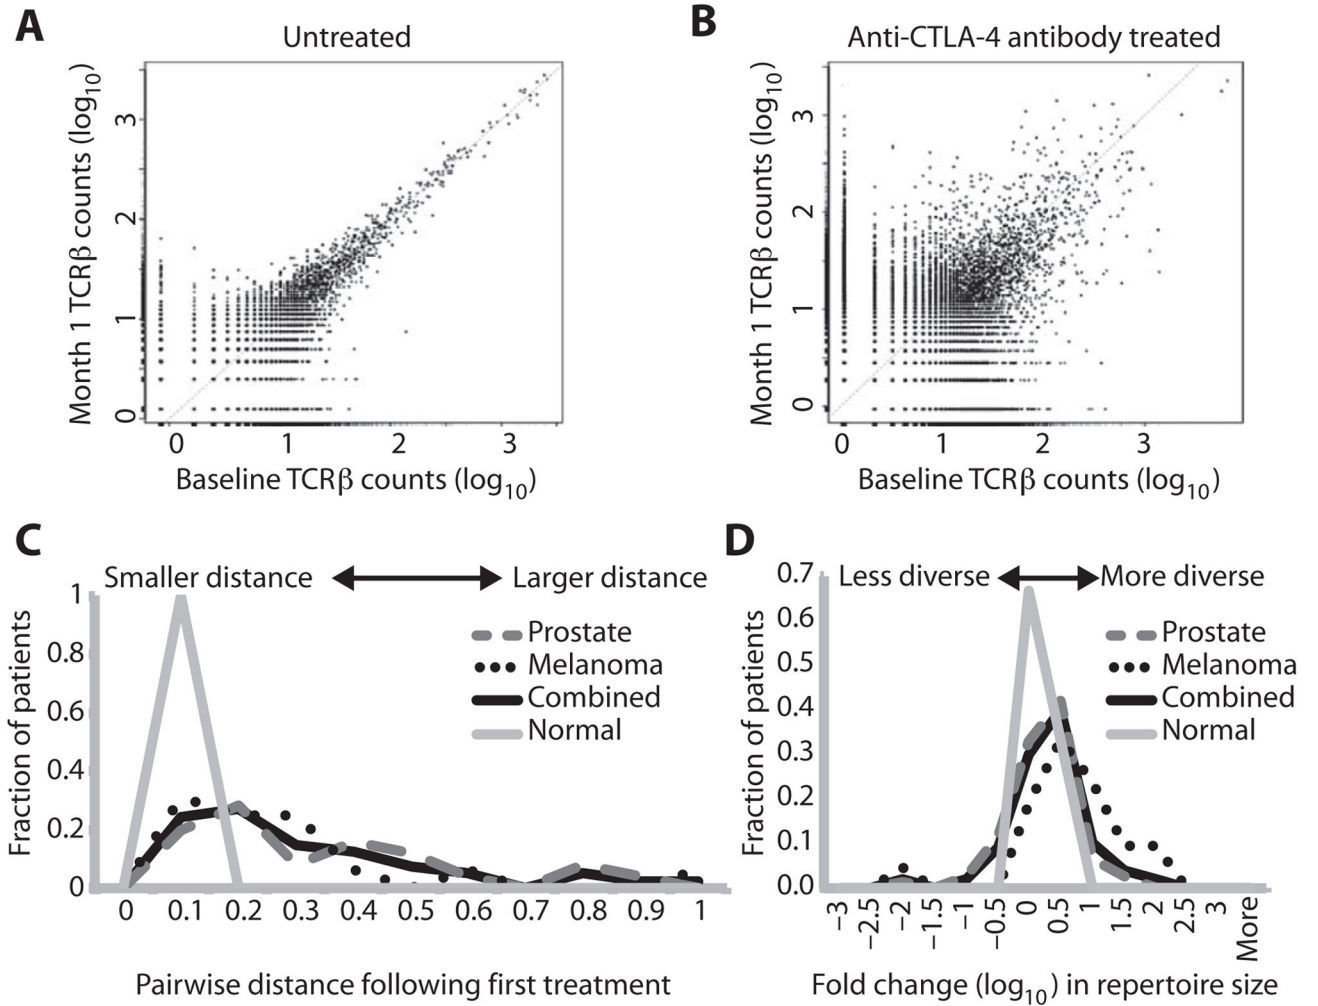 A
Untreated
Month 1 TCRβ counts (log10)
3
2
1
0
0 1 2 3
Baseline TCRβ counts (log10)
B
Anti-CTLA-4 antibody treated
Month 1 TCRβ counts (log10)
3
2
1
0
0 1 2 3
Baseline TCRβ counts (log10)
C
Smaller distance Larger distance
Fraction of patients
1
0.8
0.6
0.4
0.2
0
Prostate
Melanoma
Combined
Normal
0 0.1 0.2 0.3 0.4 0.5 0.6 0.7 0.8 0.9 1
Pairwise distance following first treatment
D
Less diverse More diverse
Fraction of patients
0.7
0.6
0.5
0.4
0.3
0.2
0.1
0.0
Prostate
Melanoma
Combined
Normal
−3 −2.5 −2 −1.5 −1 −0.5 0 0.5 1 1.5 2 2.5 3 More
Fold change (log10) in repertoire size